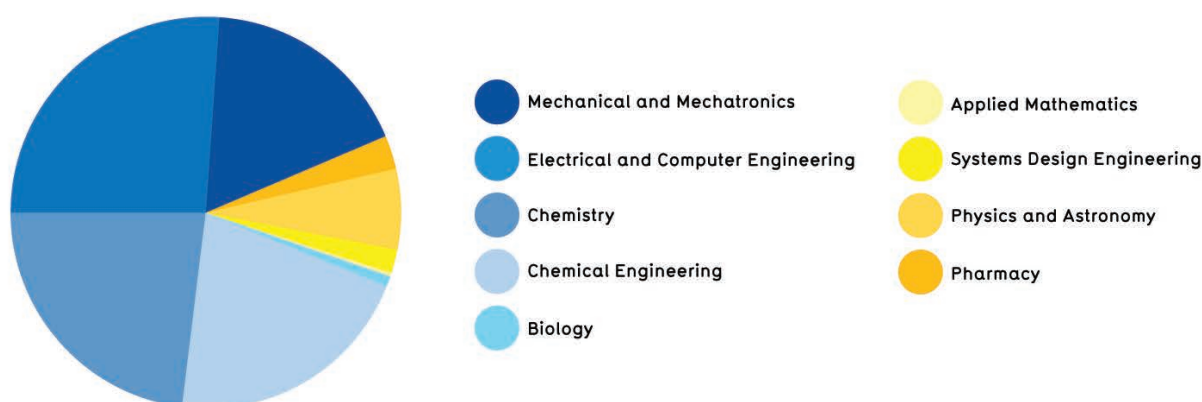 Mechanical and Mechatronics
Electrical and Computer Engineering
Chemistry
Chemical Engineering
Biology
Applied Mathematics
Systems Design Engineering
Physics and Astronomy
Pharmacy